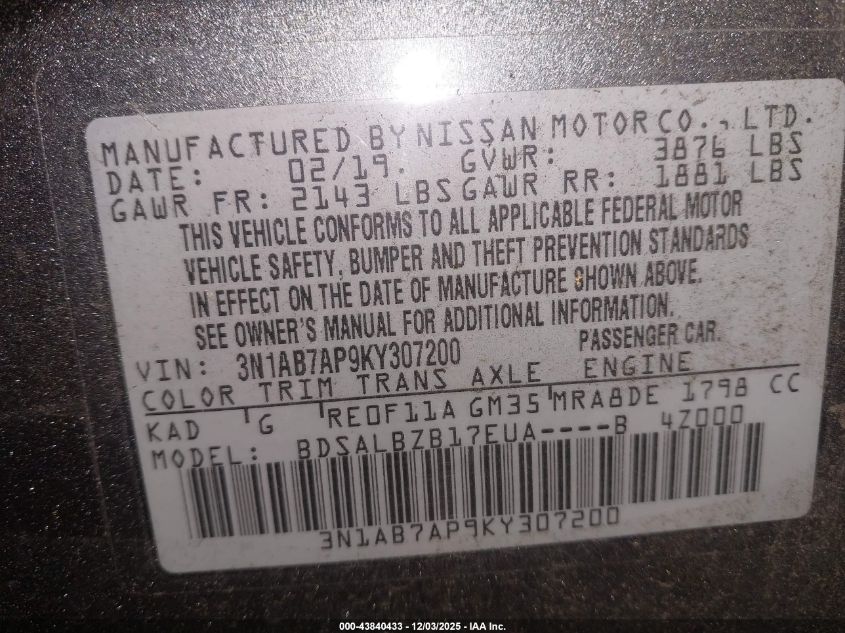 MANUFACTURED BY NISSAN MOTOR CO., LTD.
DATE: 02/19. GVWR: 3876 LBS
GAWR FR: 2143 LBS GAWR RR: 1881 LBS
THIS VEHICLE CONFORMS TO ALL APPLICABLE FEDERAL MOTOR
VEHICLE SAFETY, BUMPER AND THEFT PREVENTION STANDARDS
IN EFFECT ON THE DATE OF MANUFACTURE SHOWN ABOVE.
SEE OWNER'S MANUAL FOR ADDITIONAL INFORMATION.
VIN: 3N1AB7AP9KY307200 PASSENGER CAR.
COLOR TRIM TRANS AXLE ENGINE
KAD G RE0F11A GM35 MRA8DE 1798 CC
MODEL: BDSALBZB17EUA----B 4Z000
3N1AB7AP9KY307200
000-43840433 - 12/03/2025 - IAA Inc.